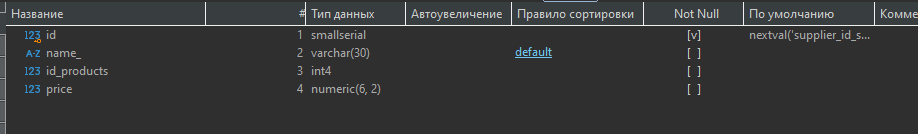 Название # Тип данных Автоувеличение Правило сортировки Not Null По умолчанию Комме
123 id 1 smallserial [v] nextval('supplier_id_s...
A-Z name_ 2 varchar(30) default [ ]
123 id_products 3 int4 [ ]
123 price 4 numeric(6, 2) [ ]